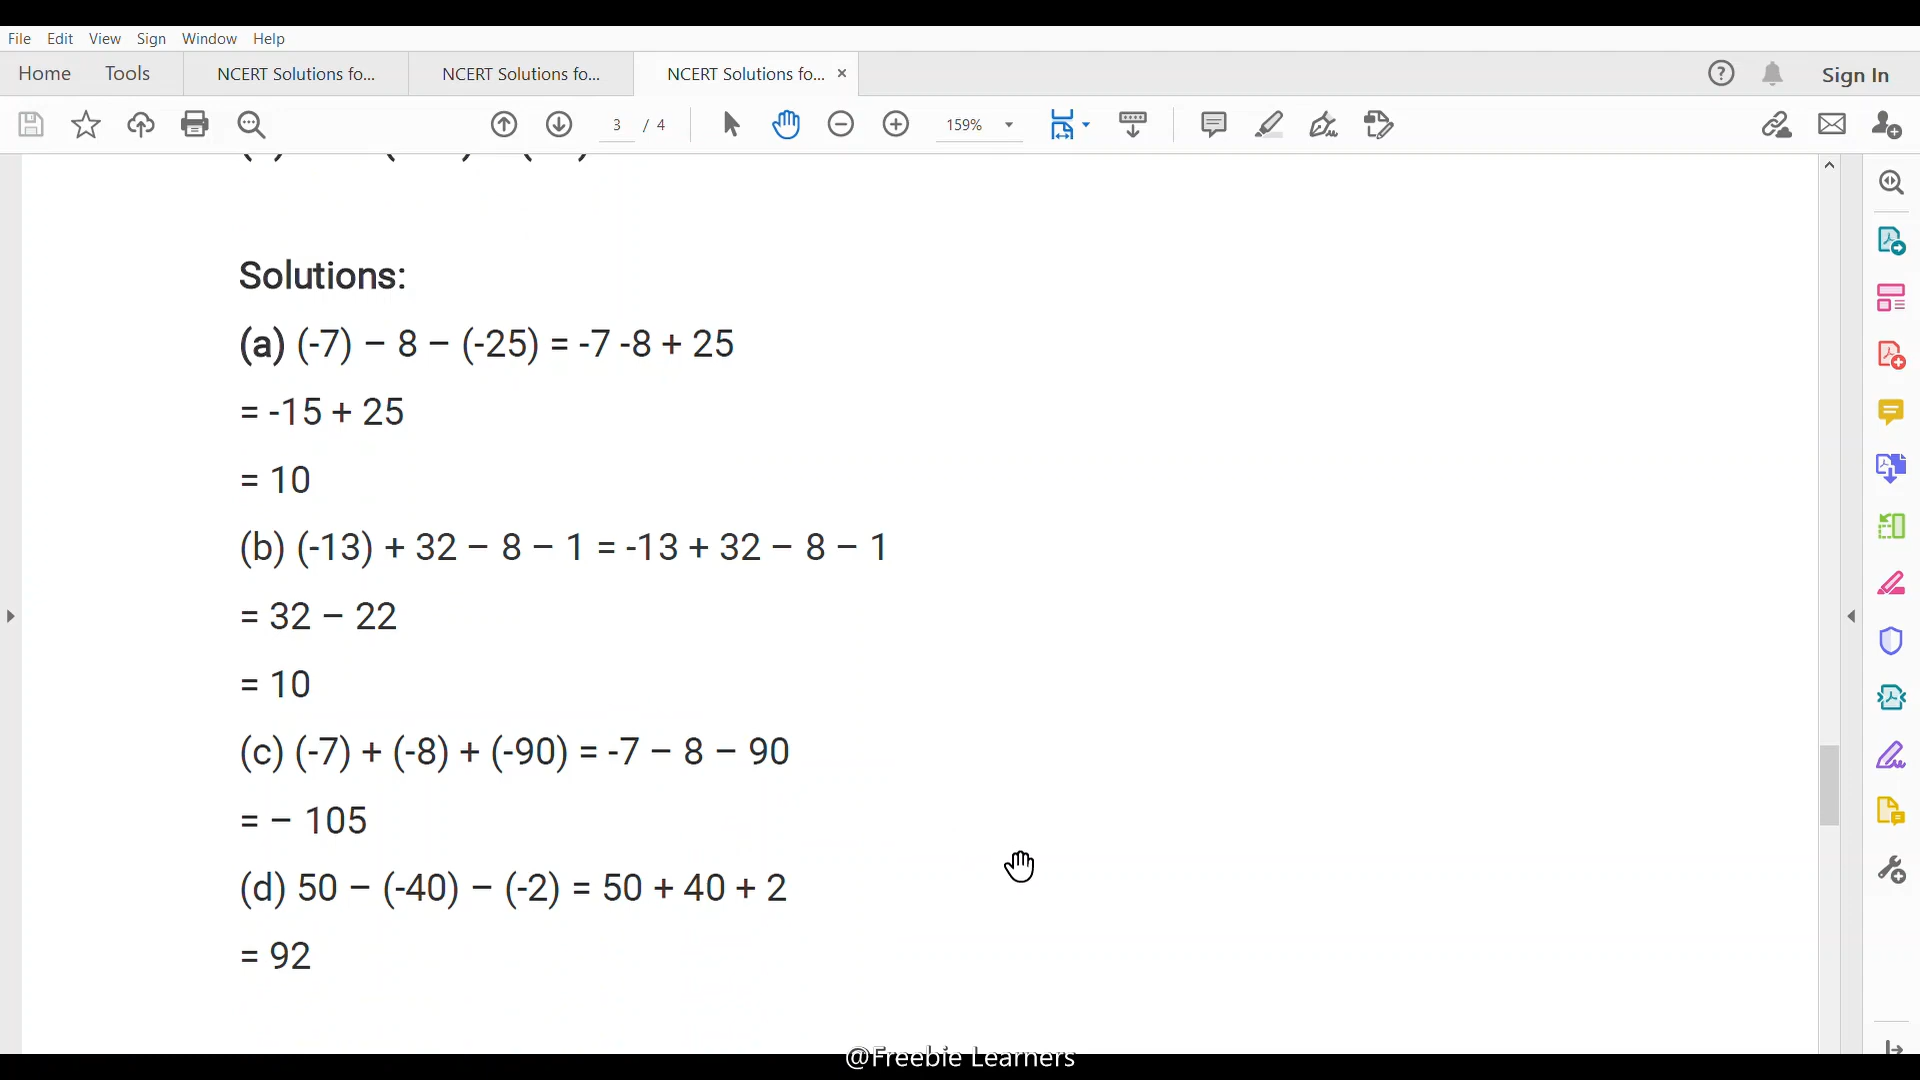 File Edit View Sign Window Help
Home Tools NCERT Solutions fo... NCERT Solutions fo... NCERT Solutions fo... × Sign In
3 / 4 159%
Solutions:
(a) (-7) – 8 – (-25) = -7 -8 + 25
= -15 + 25
= 10
(b) (-13) + 32 – 8 – 1 = -13 + 32 – 8 – 1
= 32 – 22
= 10
(c) (-7) + (-8) + (-90) = -7 – 8 – 90
= – 105
(d) 50 – (-40) – (-2) = 50 + 40 + 2
= 92
@Freebie Learners